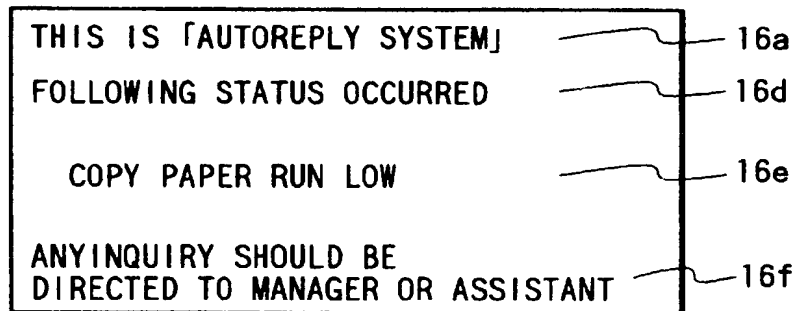 THIS IS 「AUTOREPLY SYSTEM」 16a
FOLLOWING STATUS OCCURRED 16d
COPY PAPER RUN LOW 16e
ANYINQUIRY SHOULD BE
DIRECTED TO MANAGER OR ASSISTANT 16f